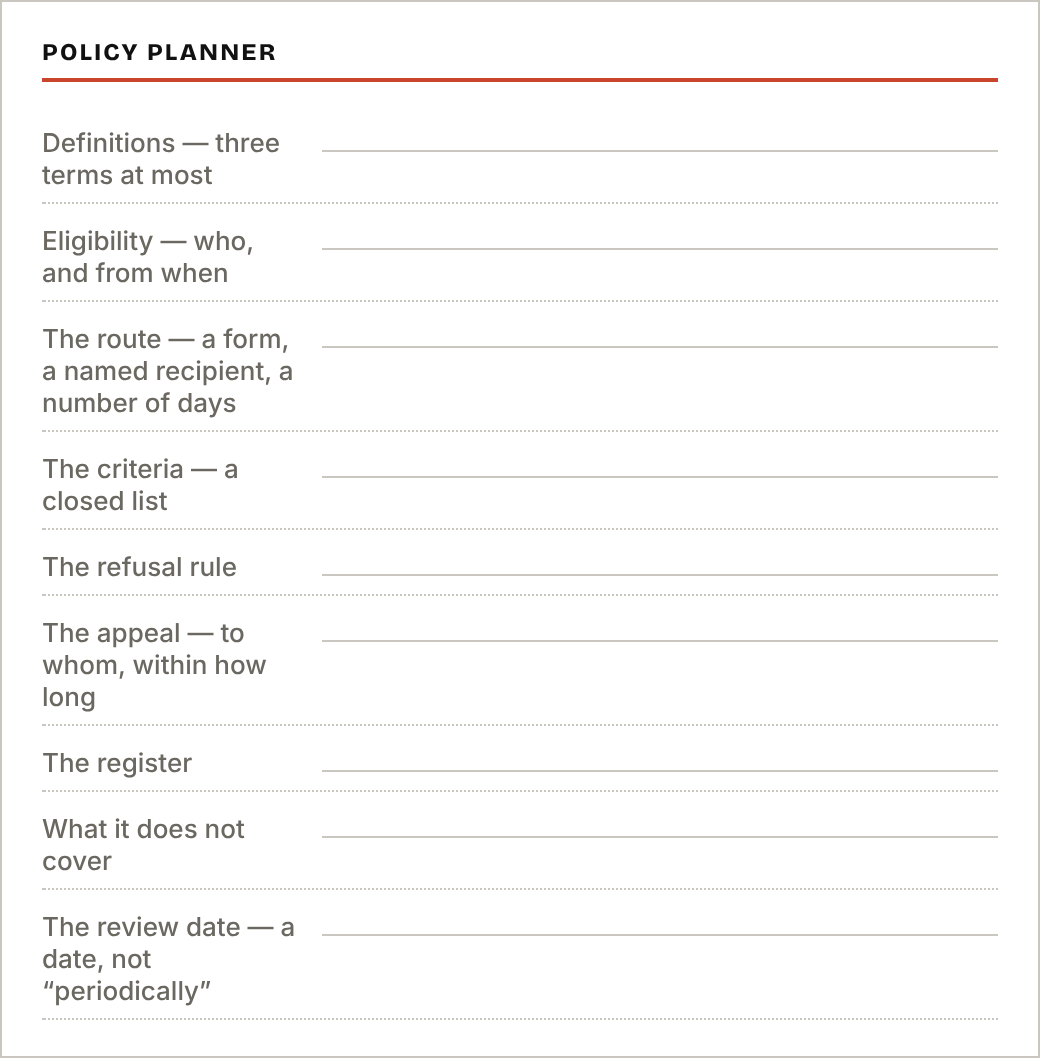 POLICY PLANNER
Definitions — three
terms at most
Eligibility — who,
and from when
The route — a form,
a named recipient, a
number of days
The criteria — a
closed list
The refusal rule
The appeal — to
whom, within how
long
The register
What it does not
cover
The review date — a
date, not
“periodically”